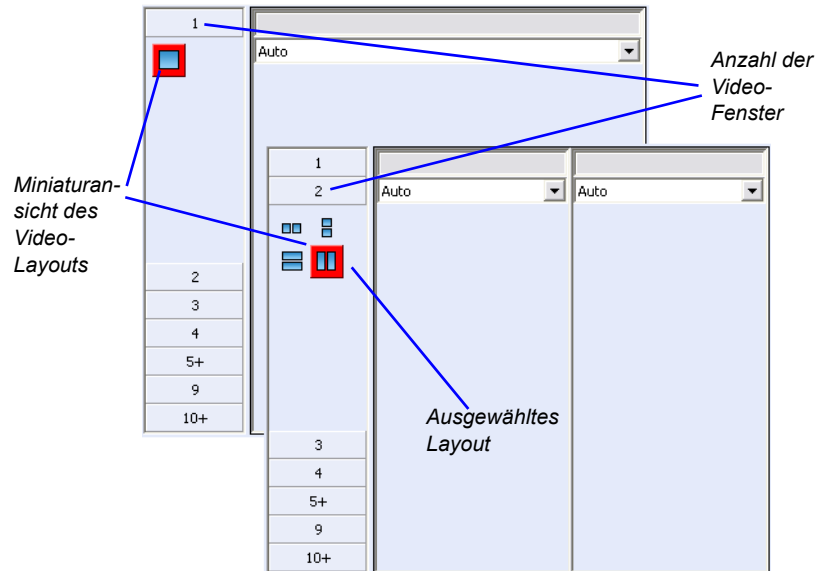 1
Auto
2
3
4
5+
9
10+
1
2
Auto
Auto
3
4
5+
9
10+
Anzahl der
Video-
Fenster
Miniaturan-
sicht des
Video-
Layouts
Ausgewähltes
Layout